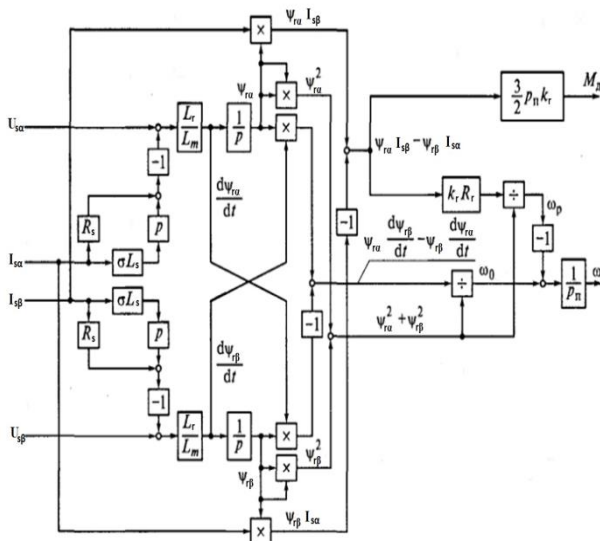 ×
ψrα Isβ
ψrα
×
ψrα²
3/2 pп kr
Mд
Usα
Lr/Lm
1/p
×
-1
ψrα Isβ − ψrβ Isα
dψrα/dt
kr Rr
÷
ωp
Rs
p
-1
-1
Isα
σLs
ψrα dψrβ/dt − ψrβ dψrα/dt
ω0
÷
1/pп
ω
Isβ
σLs
-1
ψrα² + ψrβ²
Rs
p
dψrβ/dt
-1
Usβ
Lr/Lm
1/p
×
ψrβ²
×
ψrβ
×
ψrβ Isα